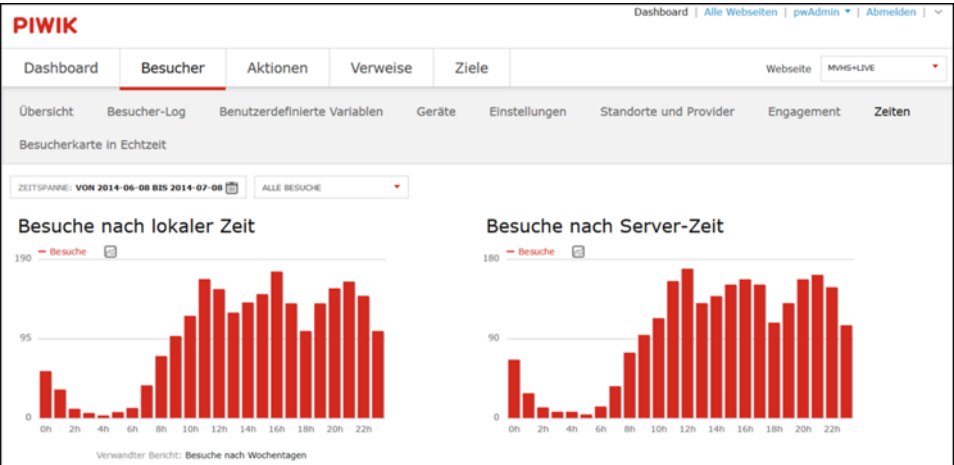 Dashboard | Alle Webseiten | pwAdmin | Abmelden |
PIWIK
Dashboard Besucher Aktionen Verweise Ziele Webseite MVHS+LIVE
Übersicht Besucher-Log Benutzerdefinierte Variablen Geräte Einstellungen Standorte und Provider Engagement Zeiten
Besucherkarte in Echtzeit
ZEITSPANNE: VON 2014-06-08 BIS 2014-07-08 ALLE BESUCHE
Besuche nach lokaler Zeit
Besuche
190
95
0
0h 2h 4h 6h 8h 10h 12h 14h 16h 18h 20h 22h
Verwandter Bericht: Besuche nach Wochentagen
Besuche nach Server-Zeit
Besuche
180
90
0
0h 2h 4h 6h 8h 10h 12h 14h 16h 18h 20h 22h